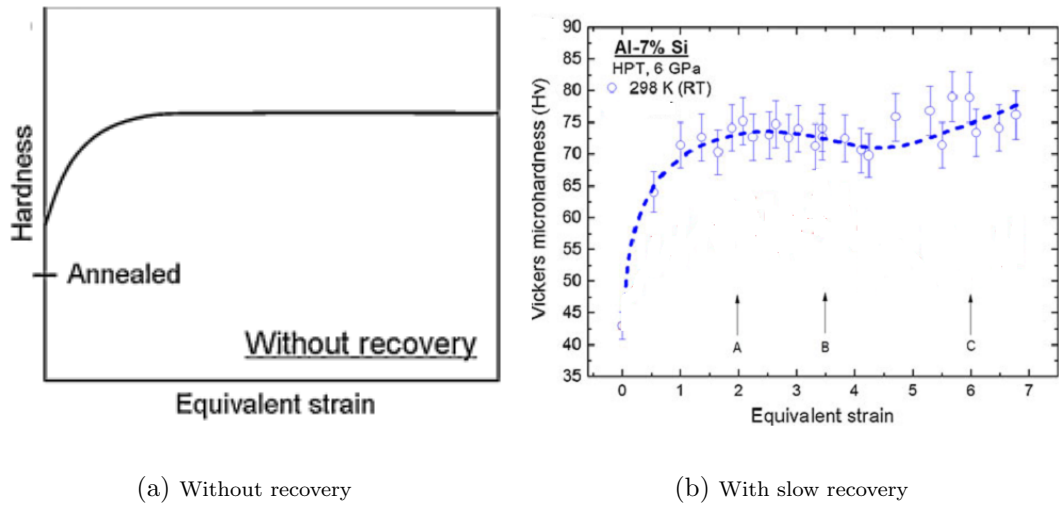 Hardness
Annealed
Without recovery
Equivalent strain
(a) Without recovery
90
85
80
75
70
65
60
55
50
45
40
35
Vickers microhardness (Hv)
Al-7% Si
HPT, 6 GPa
298 K (RT)
A
B
C
0 1 2 3 4 5 6 7
Equivalent strain
(b) With slow recovery